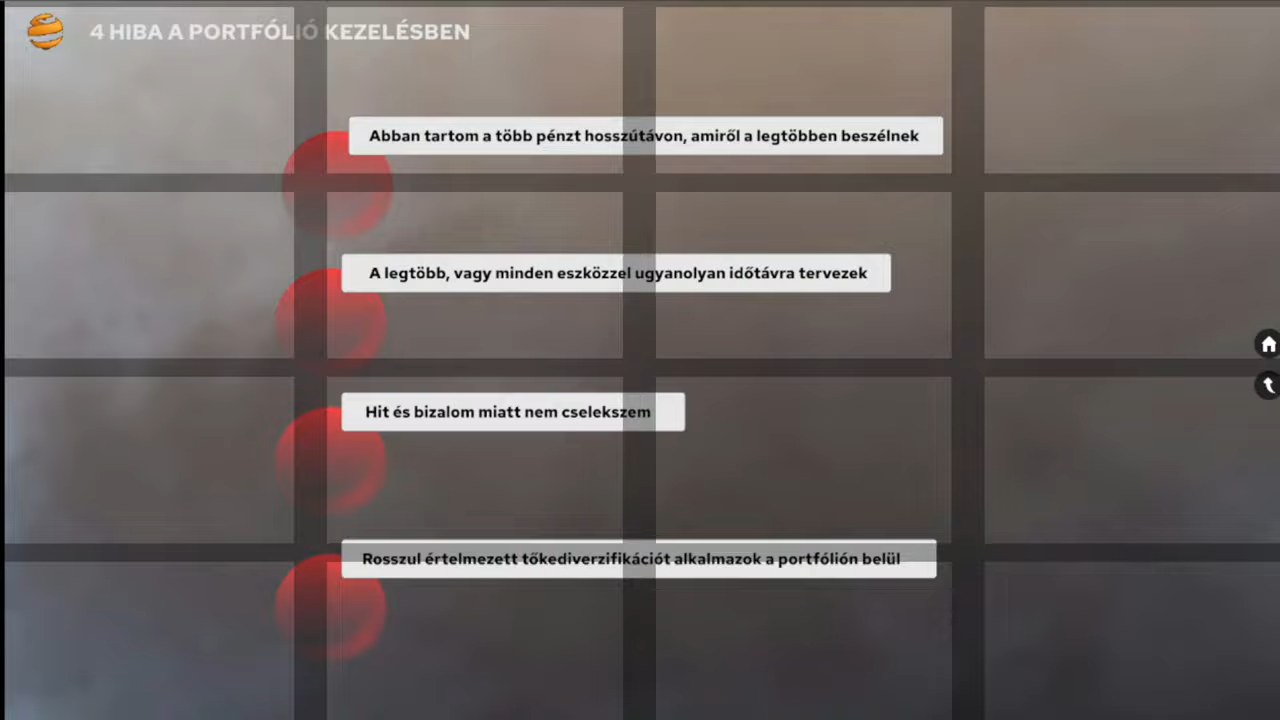 4 HIBA A PORTFÓLIÓ KEZELÉSBEN
Abban tartom a több pénzt hosszútávon, amiről a legtöbben beszélnek
A legtöbb, vagy minden eszközzel ugyanolyan időtávra tervezek
Hit és bizalom miatt nem cselekszem
Rosszul értelmezett tőkediverzifikációt alkalmazok a portfólión belül